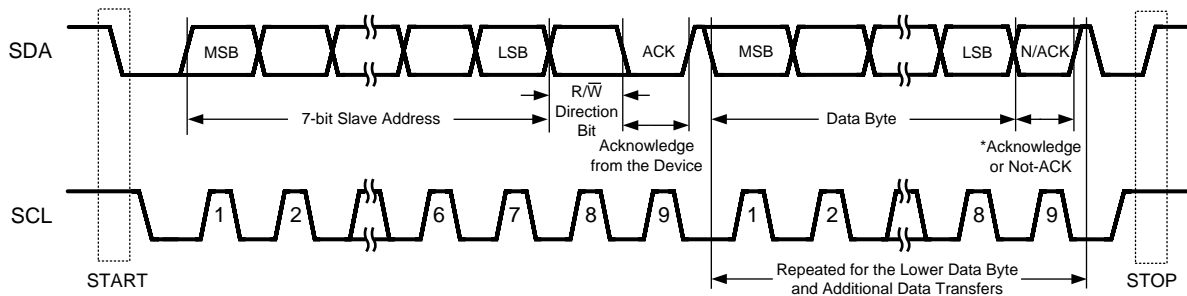 SDA
MSB
LSB
ACK
MSB
LSB
N/ACK
R/W̅
Direction
Bit
7-bit Slave Address
Acknowledge
from the Device
Data Byte
*Acknowledge
or Not-ACK
SCL
1
2
6
7
8
9
1
2
8
9
START
Repeated for the Lower Data Byte
and Additional Data Transfers
STOP